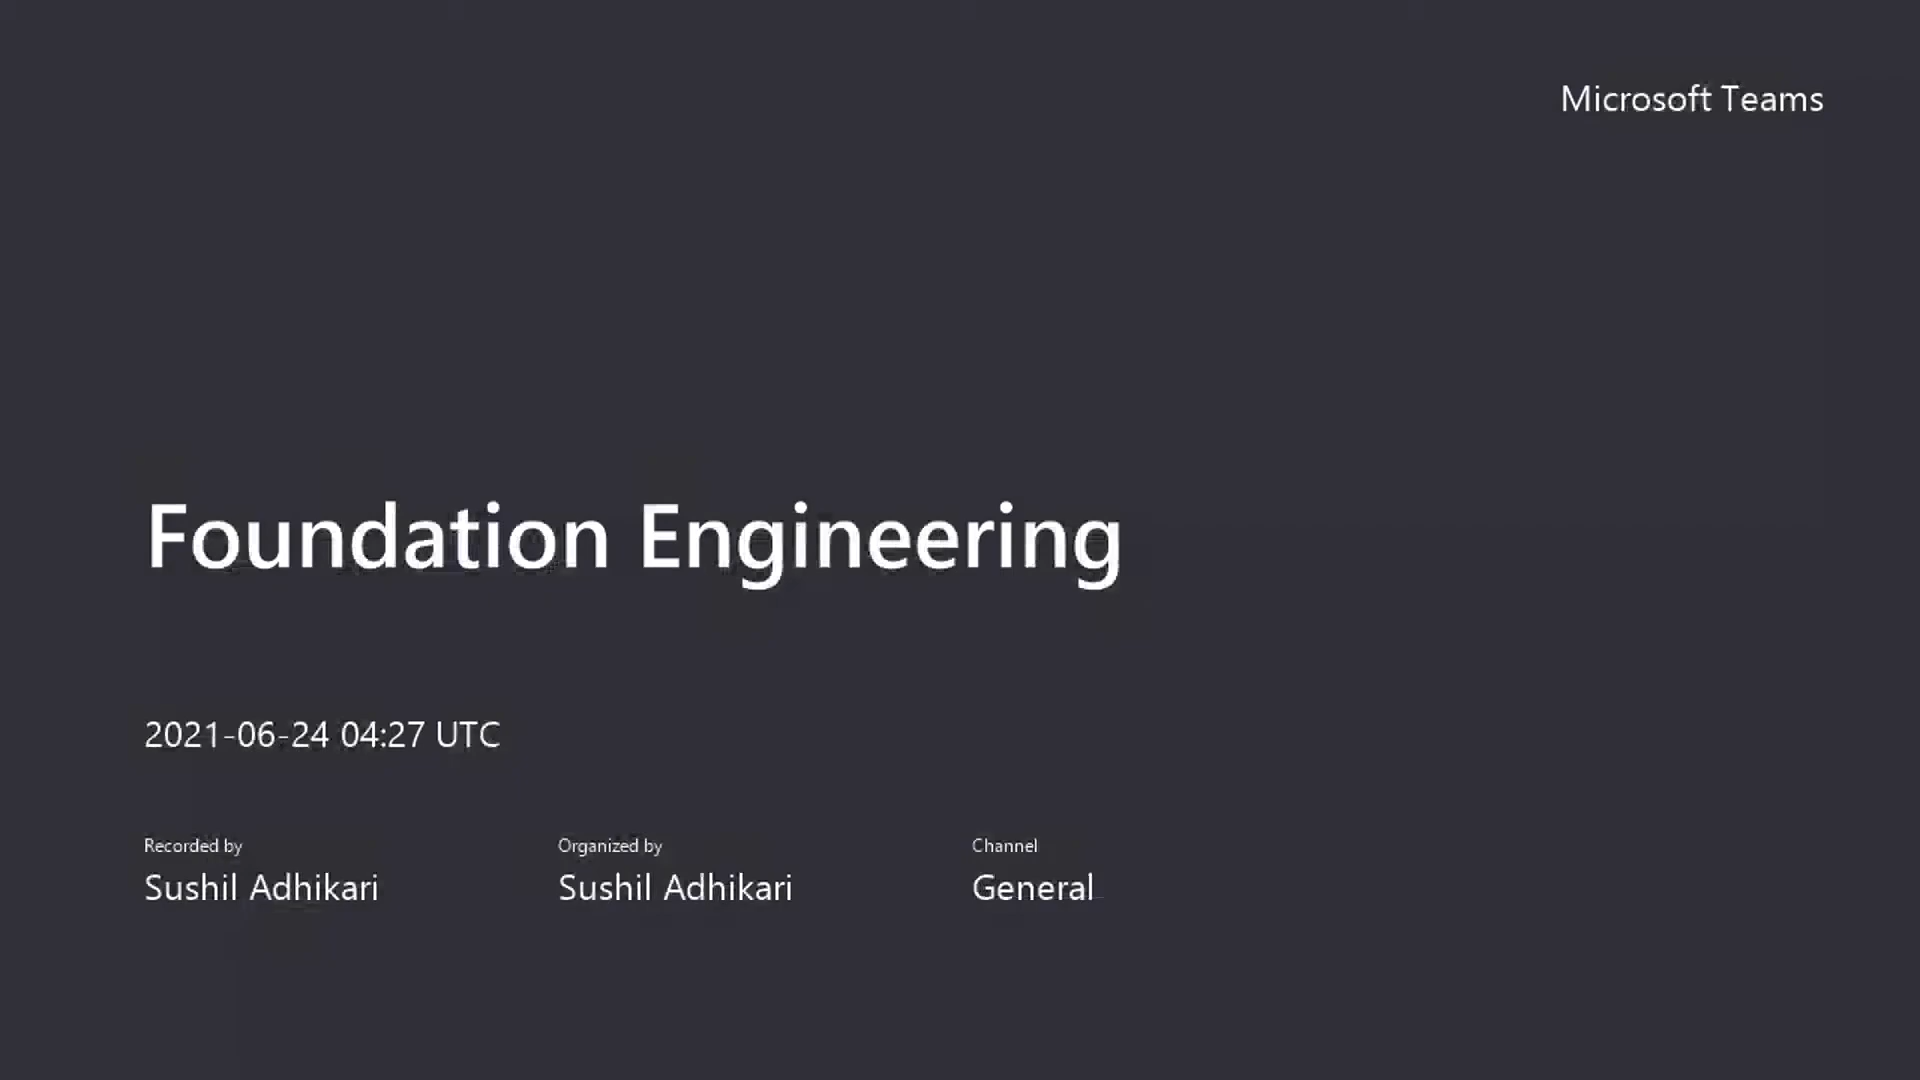 Microsoft Teams
Foundation Engineering
2021-06-24 04:27 UTC
Recorded by
Sushil Adhikari
Organized by
Sushil Adhikari
Channel
General